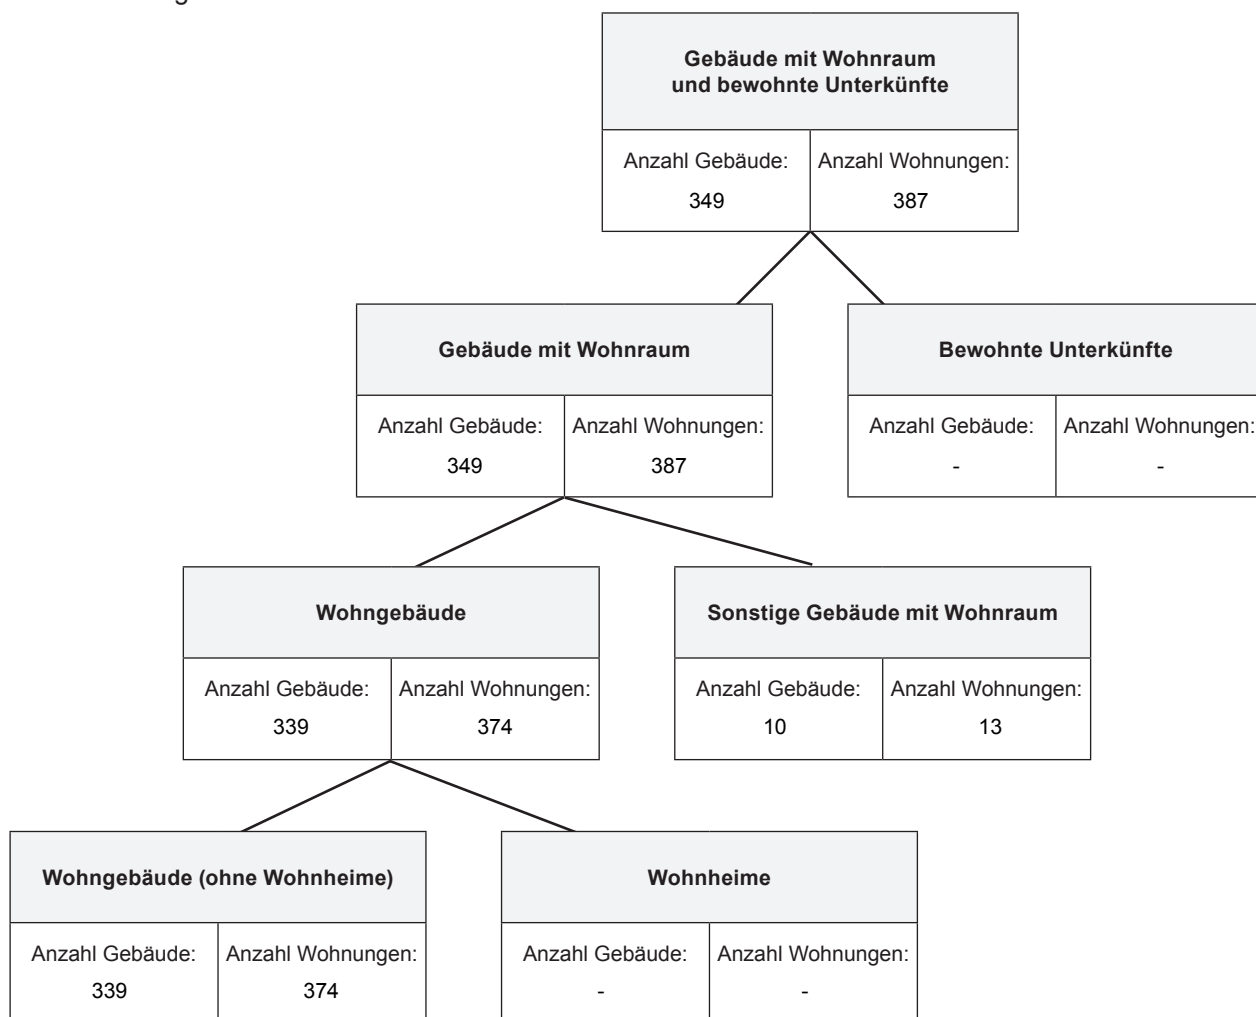 Gebäude mit Wohnraum
und bewohnte Unterkünfte
Anzahl Gebäude: Anzahl Wohnungen:
349 387
Gebäude mit Wohnraum
Bewohnte Unterkünfte
Anzahl Gebäude: Anzahl Wohnungen:
349 387
Anzahl Gebäude: Anzahl Wohnungen:
- -
Wohngebäude
Sonstige Gebäude mit Wohnraum
Anzahl Gebäude: Anzahl Wohnungen:
339 374
Anzahl Gebäude: Anzahl Wohnungen:
10 13
Wohngebäude (ohne Wohnheime)
Wohnheime
Anzahl Gebäude: Anzahl Wohnungen:
339 374
Anzahl Gebäude: Anzahl Wohnungen:
- -